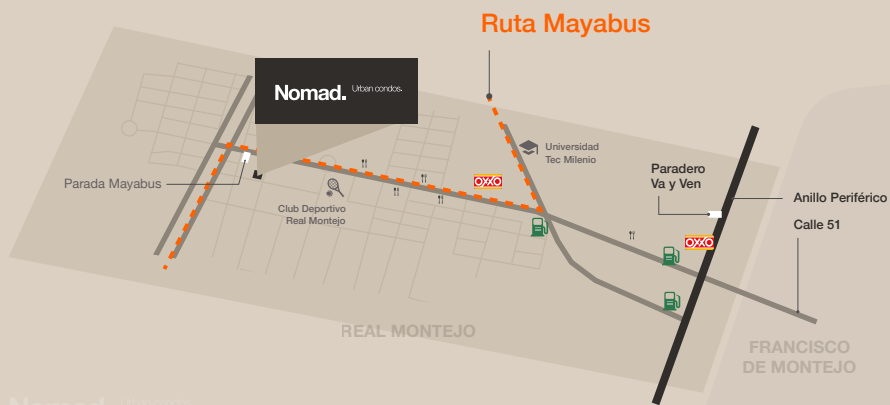 Ruta Mayabus
Nomad. Urban condos.
Universidad
Tec Milenio
Paradero
Va y Ven
Parada Mayabus
OXXO
Anillo Periférico
Club Deportivo
Real Montejo
Calle 51
OXXO
REAL MONTEJO
FRANCISCO
DE MONTEJO
Nomad.